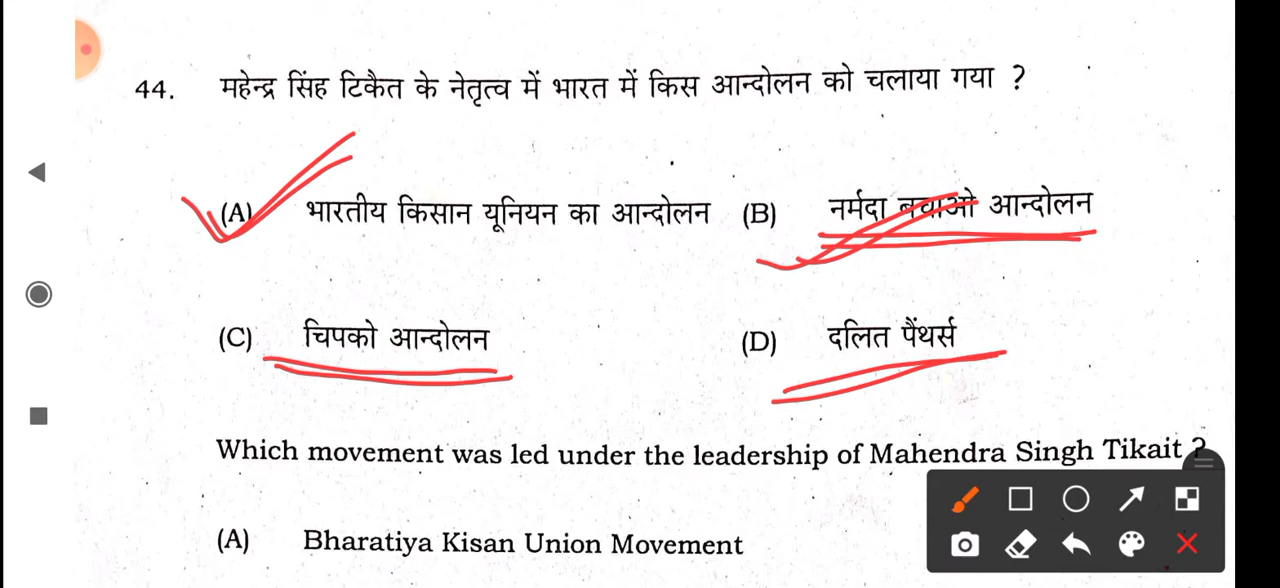 44. महेन्द्र सिंह टिकैत के नेतृत्व में भारत में किस आन्दोलन को चलाया गया ?
(A) भारतीय किसान यूनियन का आन्दोलन (B) नर्मदा बचाओ आन्दोलन
(C) चिपको आन्दोलन (D) दलित पैंथर्स
Which movement was led under the leadership of Mahendra Singh Tikait ?
(A) Bharatiya Kisan Union Movement